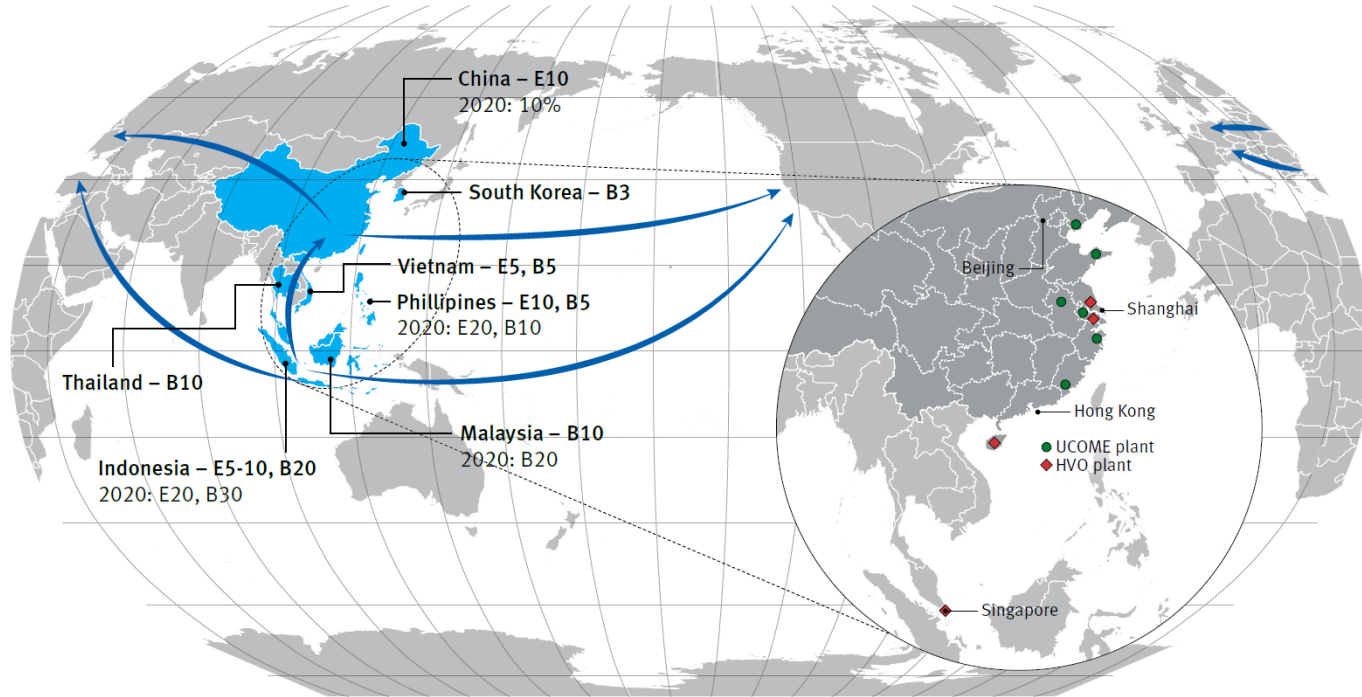 China – E10
2020: 10%
South Korea – B3
Vietnam – E5, B5
Phillipines – E10, B5
2020: E20, B10
Thailand – B10
Malaysia – B10
2020: B20
Indonesia – E5-10, B20
2020: E20, B30
Beijing
Shanghai
Hong Kong
UCOME plant
HVO plant
Singapore